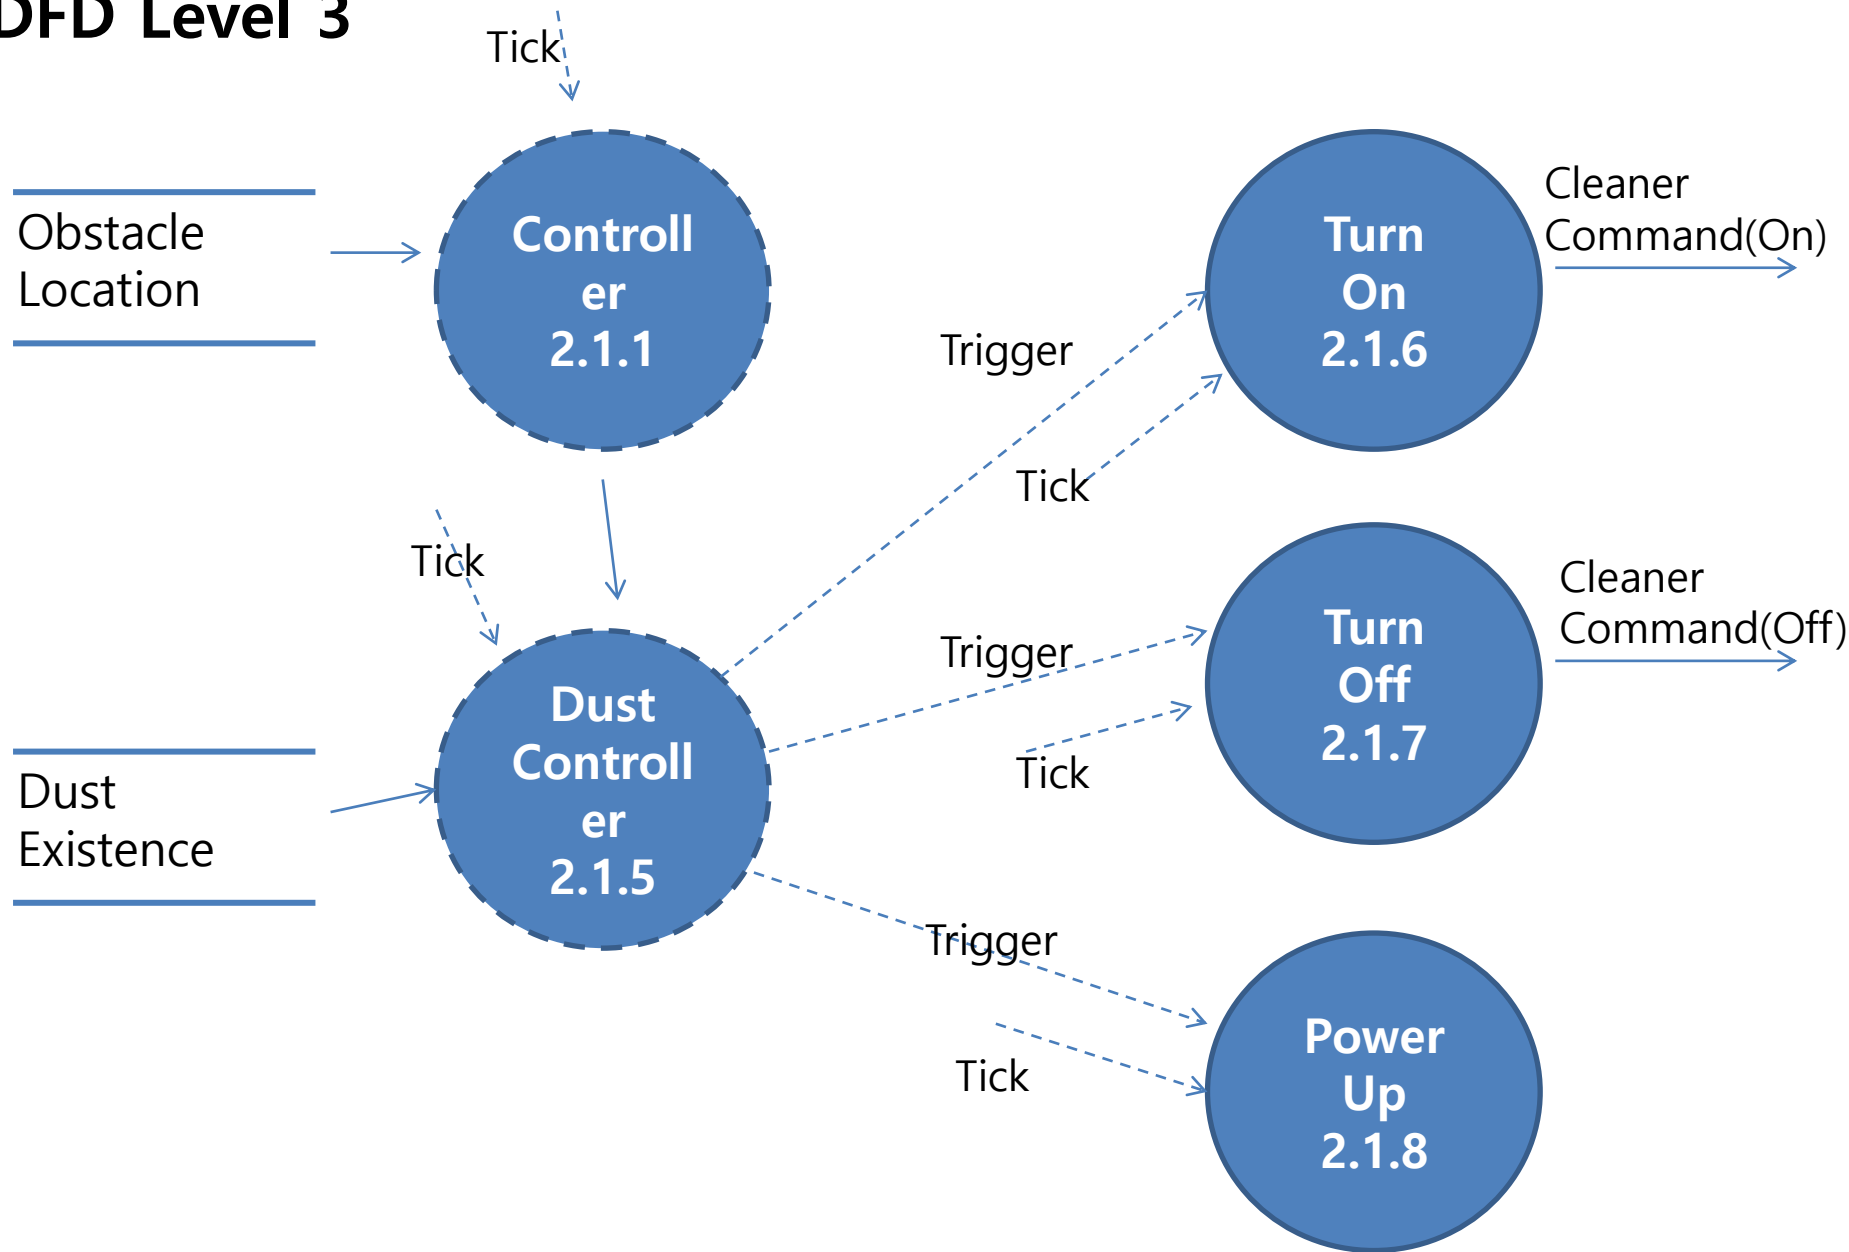 DFD Level 3
Tick
Obstacle
Location
Controll
er
2.1.1
Turn
On
2.1.6
Cleaner
Command(On)
Trigger
Tick
Tick
Dust
Existence
Dust
Controll
er
2.1.5
Trigger
Tick
Turn
Off
2.1.7
Cleaner
Command(Off)
Trigger
Tick
Power
Up
2.1.8